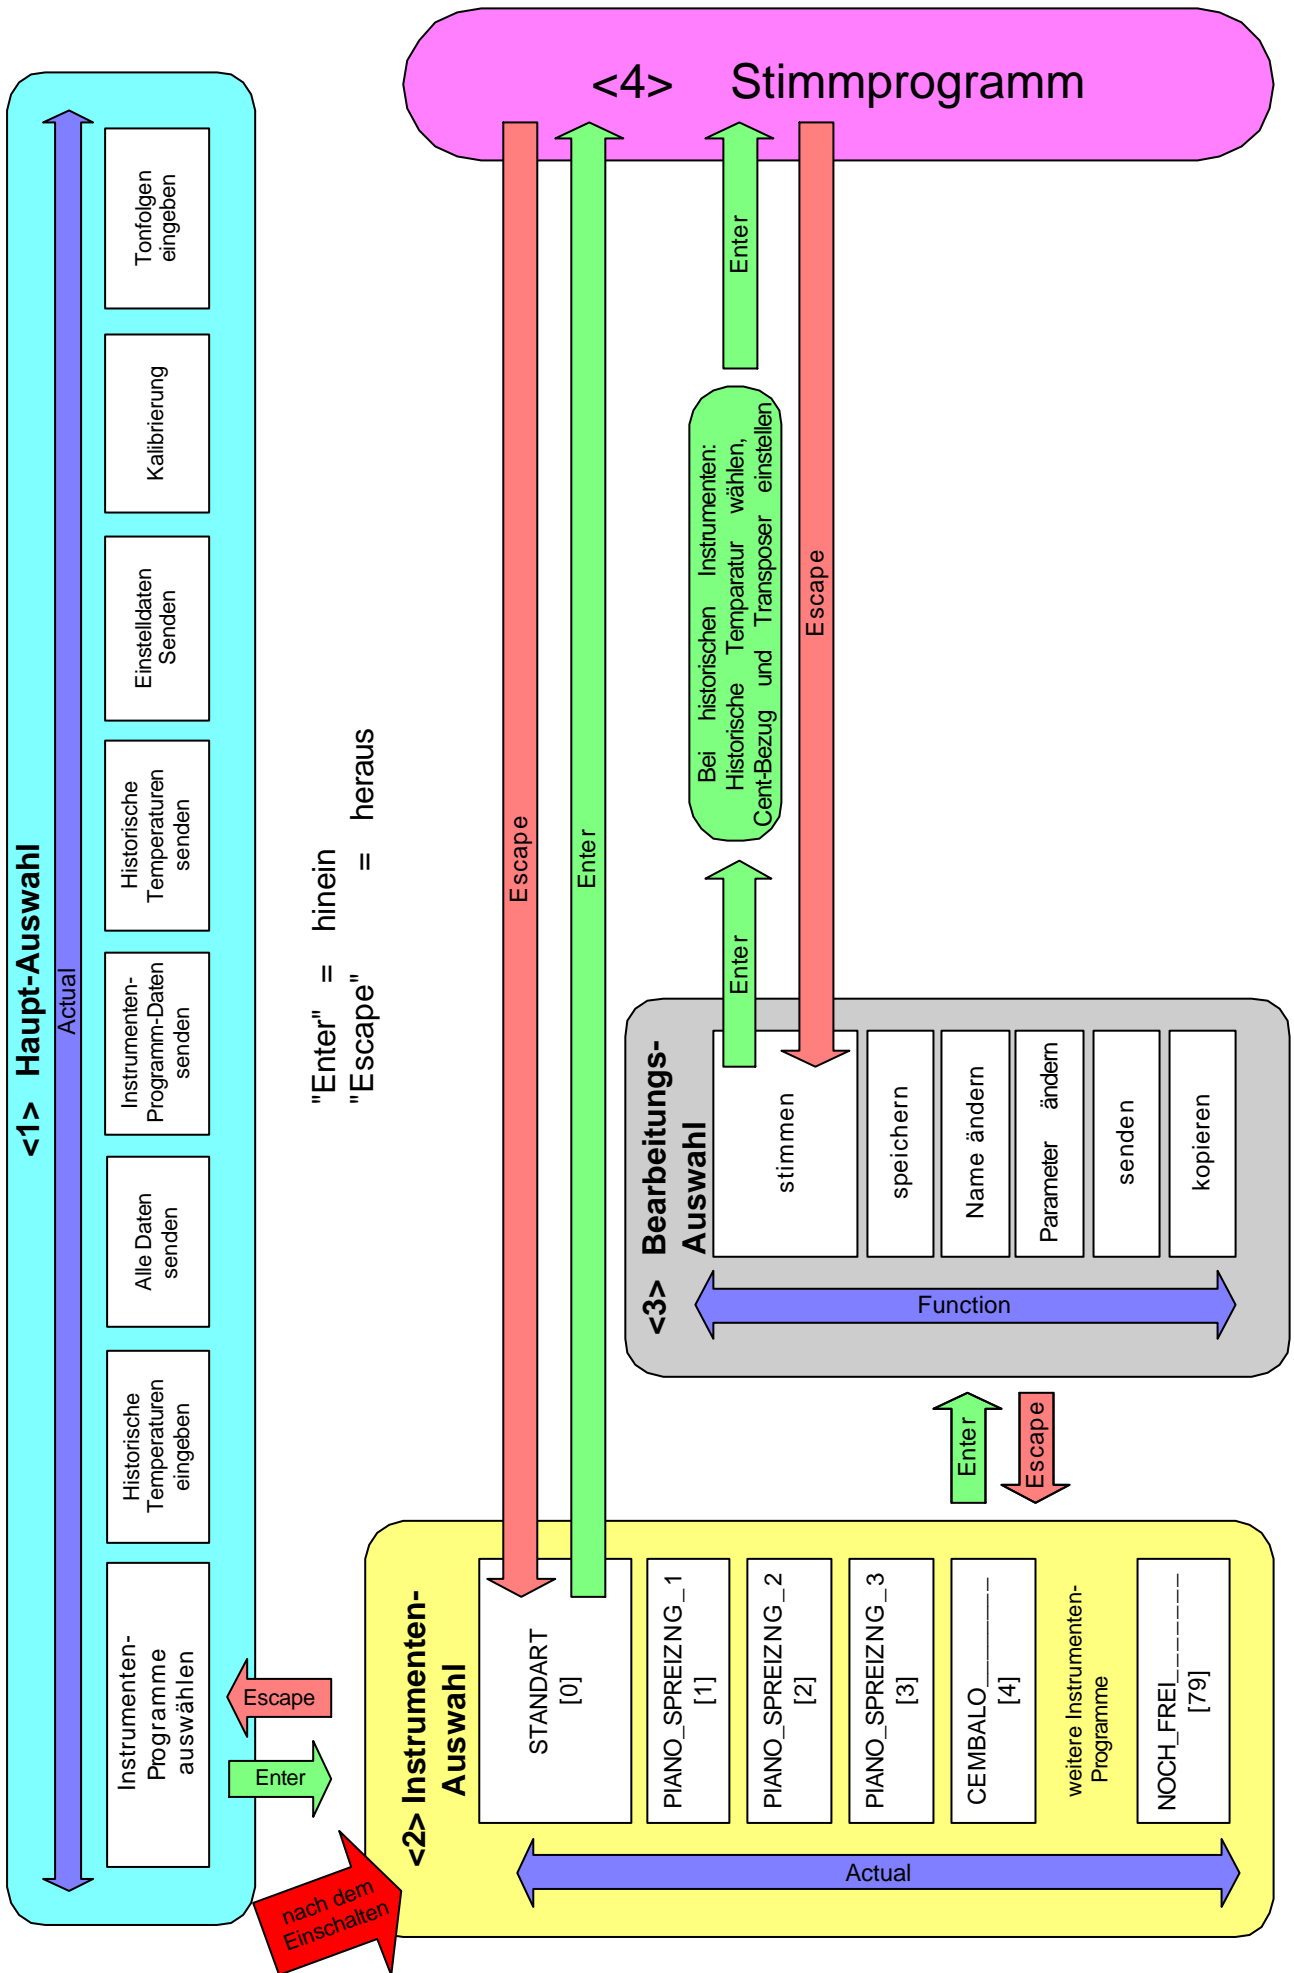 <1> Haupt-Auswahl
Actual
Instrumenten-
Programme
auswählen
Historische
Temperaturen
eingeben
Alle Daten
senden
Instrumenten-
Programm-Daten
senden
Historische
Temperaturen
senden
Einstelldaten
Senden
Kalibrierung
Tonfolgen
eingeben
"Enter" = hinein
"Escape" = heraus
Enter
Escape
nach dem
Einschalten
<2> Instrumenten-
Auswahl
STANDART
[0]
PIANO_SPREIZNG_1
[1]
PIANO_SPREIZNG_2
[2]
PIANO_SPREIZNG_3
[3]
CEMBALO_________
[4]
weitere Instrumenten-
Programme
NOCH_FREI_______
[79]
Actual
Escape
Enter
Enter
Escape
<3> Bearbeitungs-
Auswahl
stimmen
speichern
Name ändern
Parameter ändern
senden
kopieren
Function
Enter
Bei historischen Instrumenten:
Historische Temparatur wählen,
Cent-Bezug und Transposer einstellen
Enter
Escape
<4> Stimmprogramm